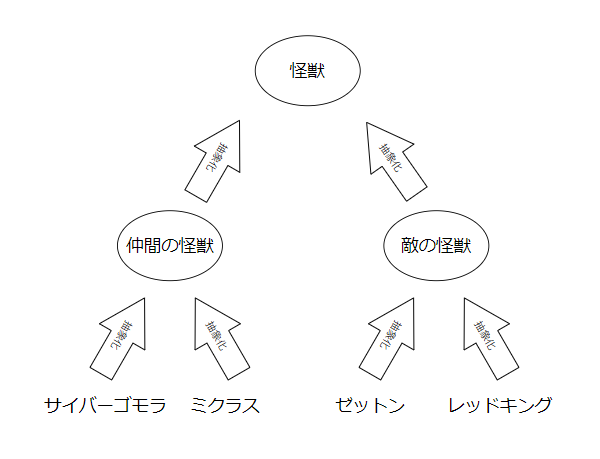 怪獣
抽象化
抽象化
仲間の怪獣
敵の怪獣
抽象化
抽象化
抽象化
抽象化
サイバーゴモラ
ミクラス
ゼットン
レッドキング